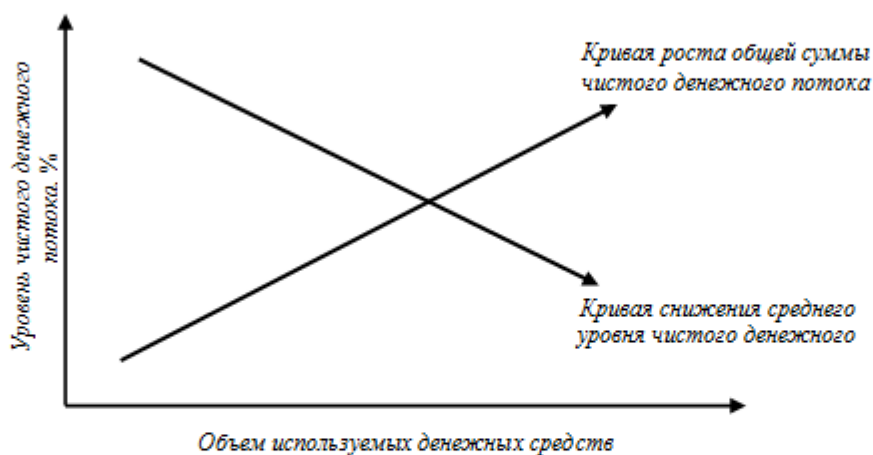 Кривая роста общей суммы
чистого денежного потока
Уровень чистого денежного
потока. %
Кривая снижения среднего
уровня чистого денежного
Объем используемых денежных средств